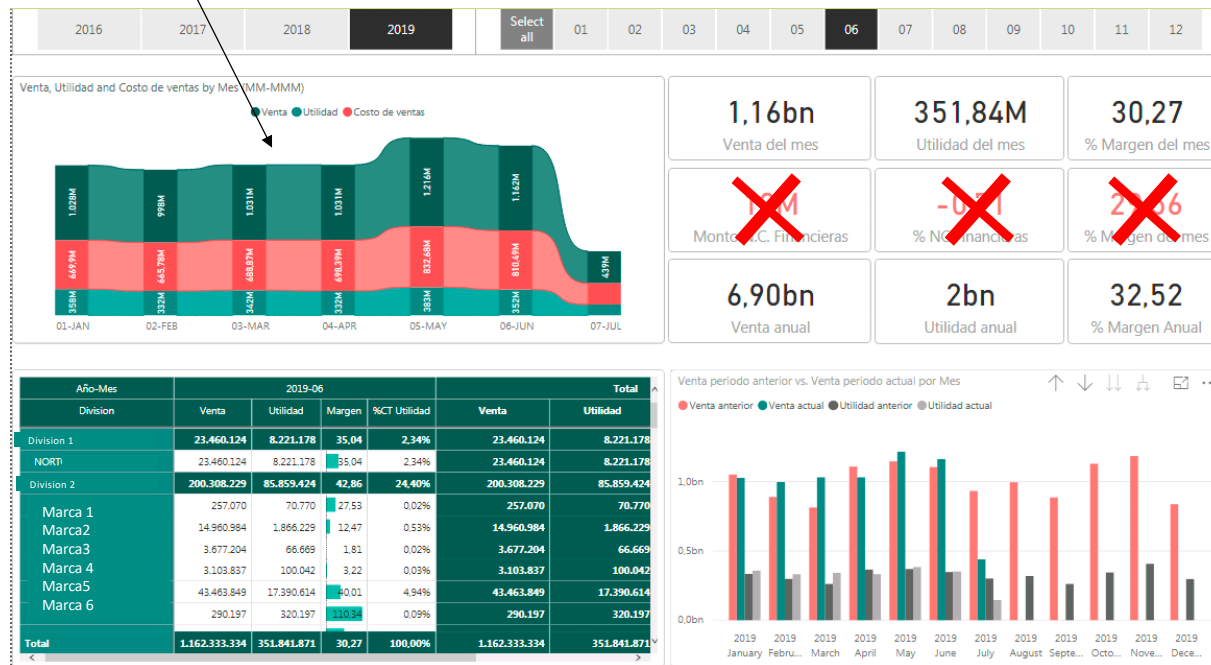 2016 2017 2018 2019 Select all 01 02 03 04 05 06 07 08 09 10 11 12
Venta, Utilidad and Costo de ventas by Mes (MM-MMM)
Venta Utilidad Costo de ventas
1.028M 998M 1.031M 1.031M 1.216M 1.162M 439M
669,9M 665,78M 688,87M 698,39M 832,68M 810,49M
358M 332M 342M 332M 383M 352M
01-JAN 02-FEB 03-MAR 04-APR 05-MAY 06-JUN 07-JUL
1,16bn 351,84M 30,27
Venta del mes Utilidad del mes % Margen del mes
Financieras
6,90bn 2bn 32,52
Venta anual Utilidad anual % Margen Anual
Año-Mes 2019-06 Total
Division Venta Utilidad Margen %CT Utilidad Venta Utilidad
Division 1 23.460.124 8.221.178 35,04 2,34% 23.460.124 8.221.178
23.460.124 8.221.178 35,04 2,34% 23.460.124 8.221.178
Division 2 200.308.229 85.859.424 42,86 24,40% 200.308.229 85.859.424
Marca 1 257.070 70.770 27,53 0,02% 257.070 70.770
Marca2 14.960.984 1.866.229 12,47 0,53% 14.960.984 1.866.229
Marca3 3.677.204 66.669 1,81 0,02% 3.677.204 66.669
Marca 4 3.103.837 100.042 3,22 0,03% 3.103.837 100.042
Marca5 43.463.849 17.390.614 40,01 4,94% 43.463.849 17.390.614
Marca 6 290.197 320.197 110,34 0,09% 290.197 320.197
Total 1.162.333.334 351.841.871 30,27 100,00% 1.162.333.334 351.841.871
Venta periodo anterior vs. Venta periodo actual por Mes
Venta anterior Venta actual Utilidad anterior Utilidad actual
1,0bn
0,5bn
0,0bn
2019 2019 2019 2019 2019 2019 2019 2019 2019 2019 2019 2019
January Febru... March April May June July August Septe... Octo... Nove... Dece...